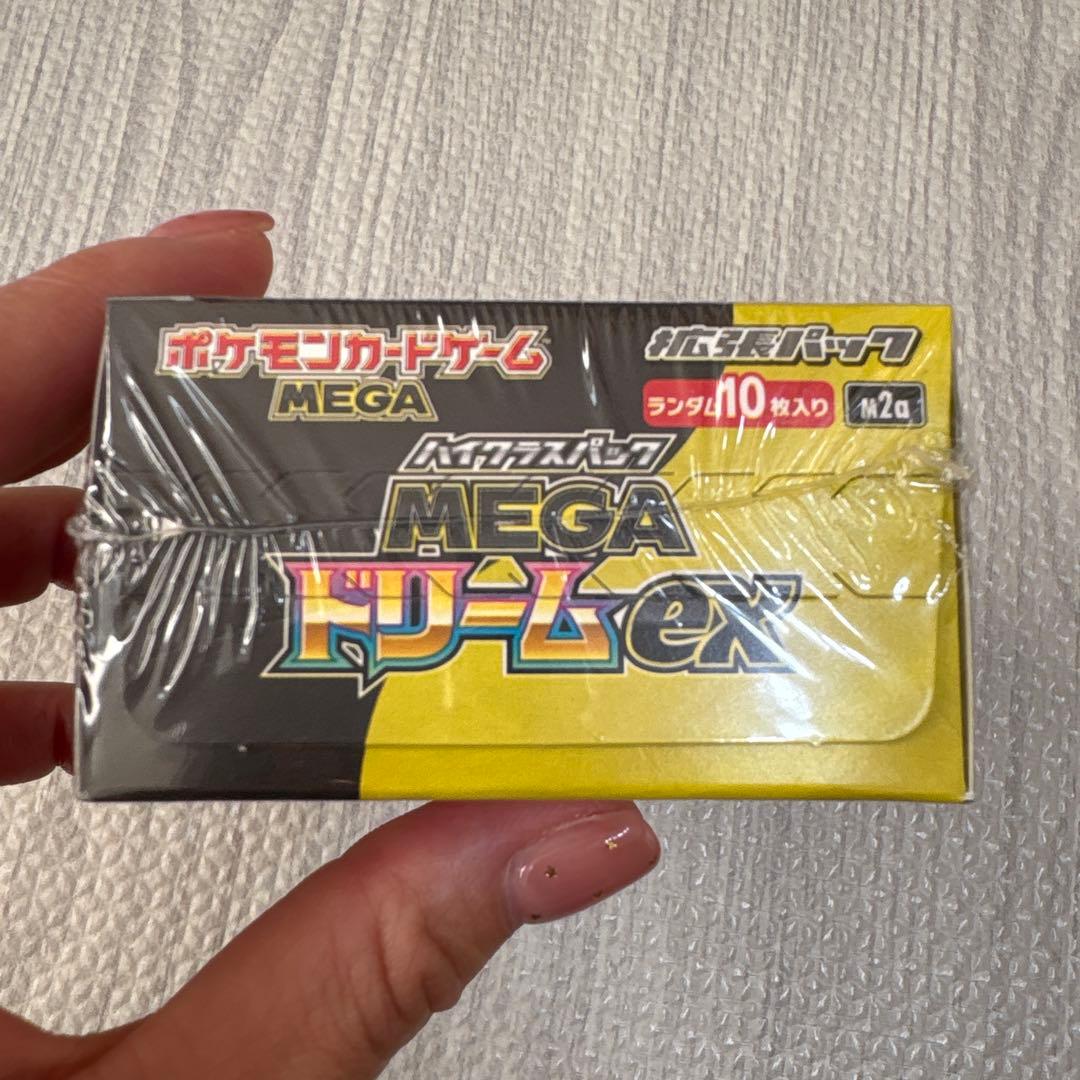 ポケモンカードゲーム
MEGA
拡張パック
ランダム10枚入り
M2a
ハイクラスパック
MEGA
ドリームex